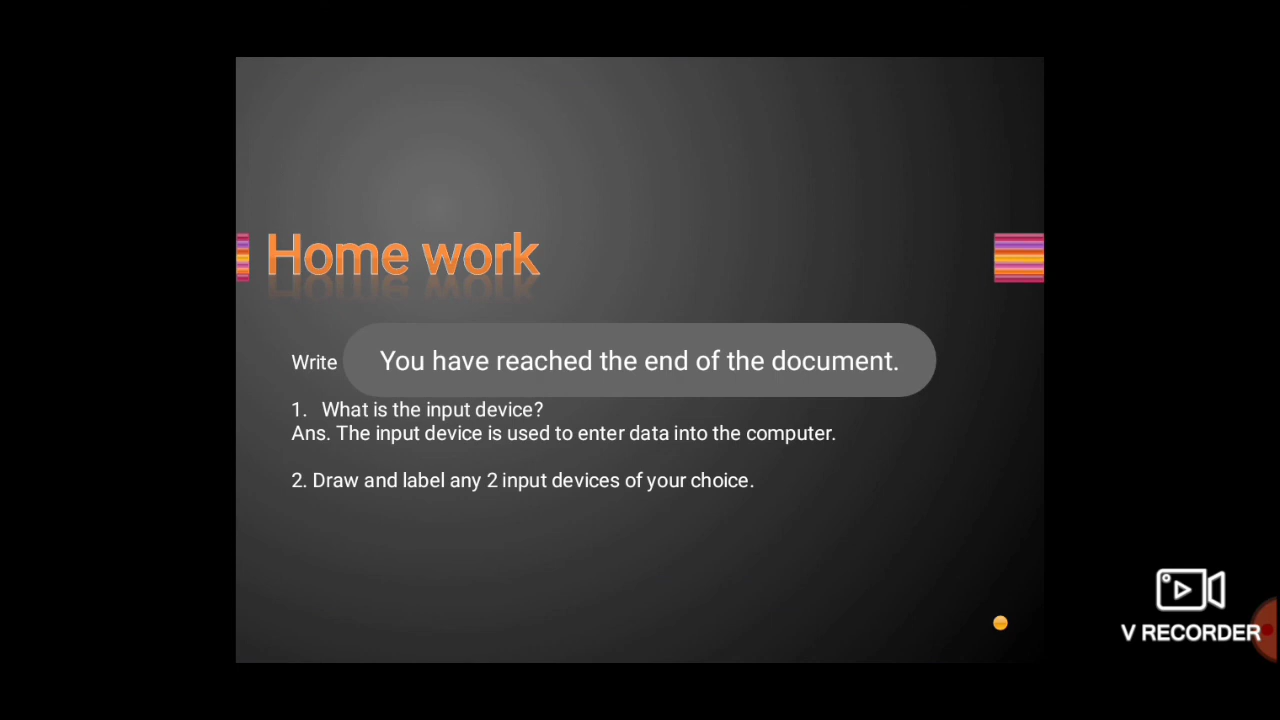 Home work
Write
You have reached the end of the document.
1. What is the input device?
Ans. The input device is used to enter data into the computer.
2. Draw and label any 2 input devices of your choice.
V RECORDER